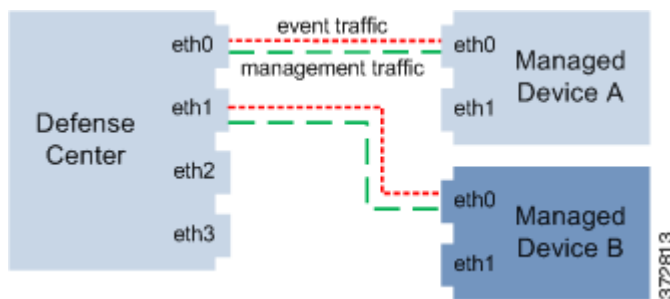 event traffic
eth0
eth0
management traffic
Managed
Device A
eth1
eth1
Defense
Center
eth2
eth0
Managed
Device B
eth3
eth1
372813